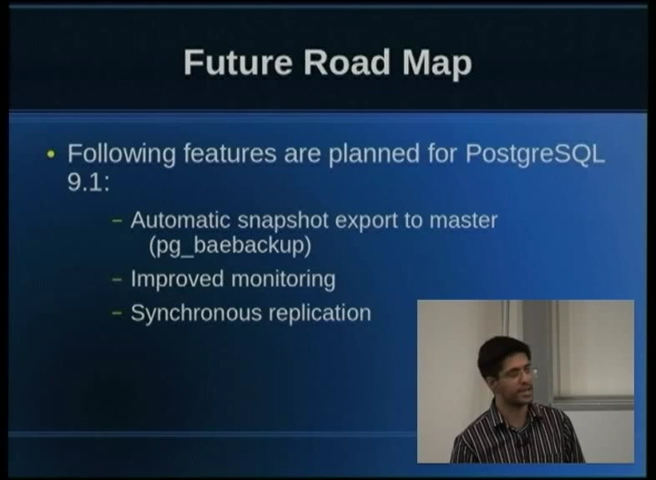 Future Road Map
• Following features are planned for PostgreSQL
9.1:
– Automatic snapshot export to master
(pg_baebackup)
– Improved monitoring
– Synchronous replication